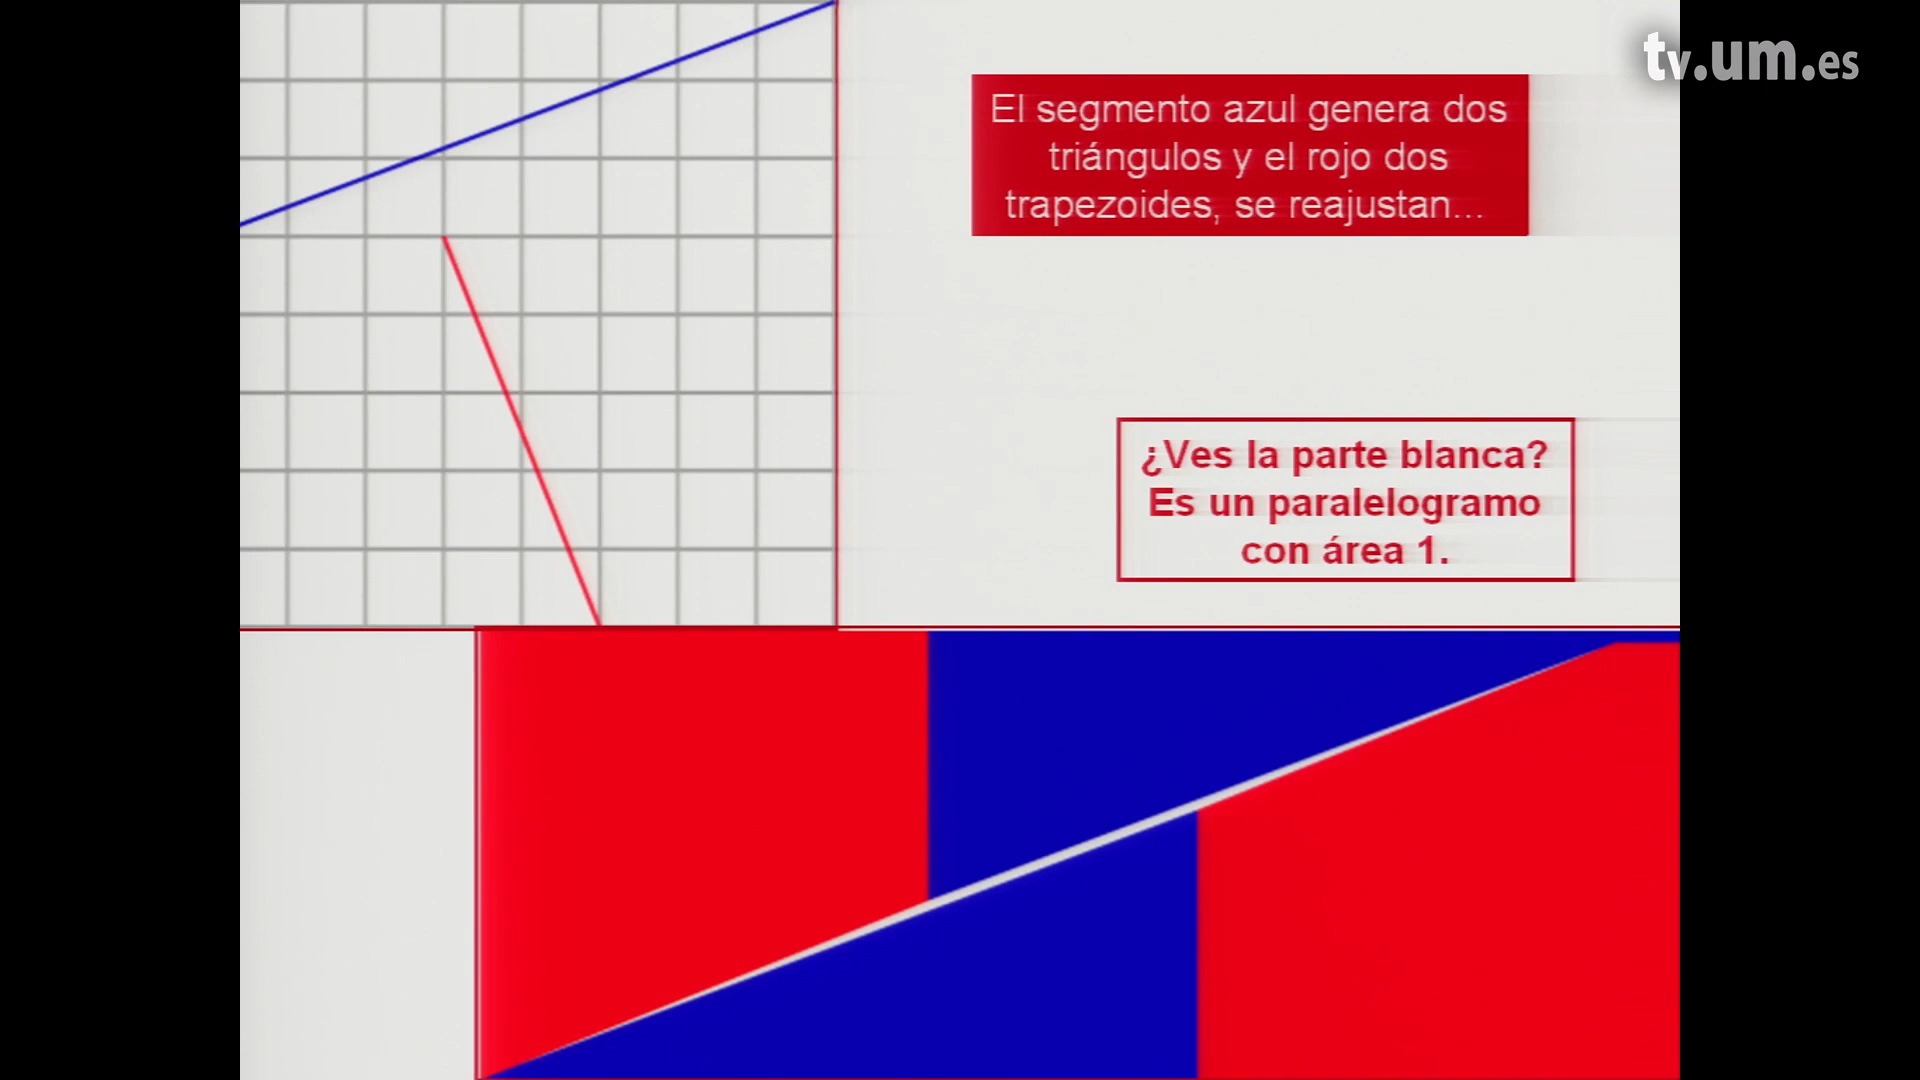 tv.um.es
El segmento azul genera dos
triángulos y el rojo dos
trapezoides, se reajustan...
¿Ves la parte blanca?
Es un paralelogramo
con área 1.